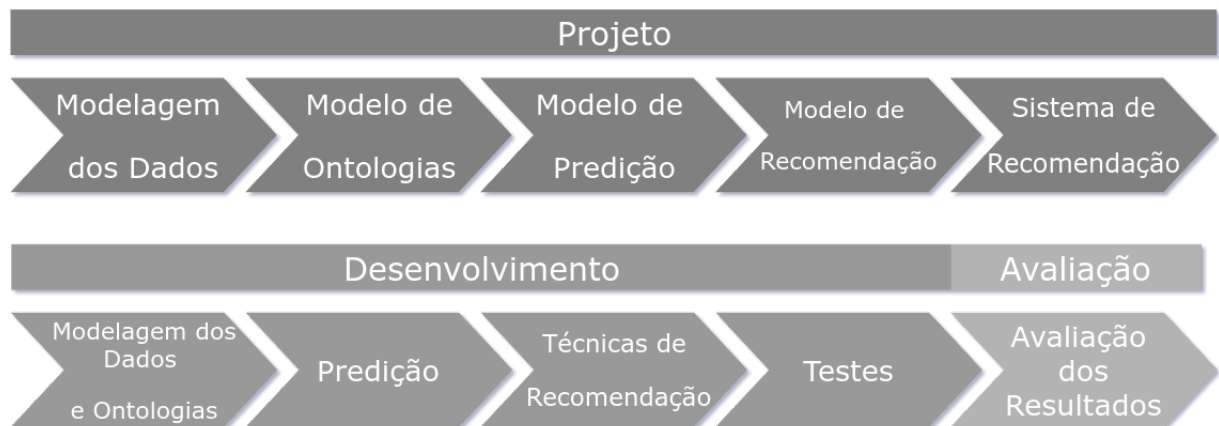 Projeto
Modelagem
dos Dados
Modelo de
Ontologias
Modelo de
Predição
Modelo de
Recomendação
Sistema de
Recomendação
Desenvolvimento
Avaliação
Modelagem dos
Dados
e Ontologias
Predição
Técnicas de
Recomendação
Testes
Avaliação
dos
Resultados